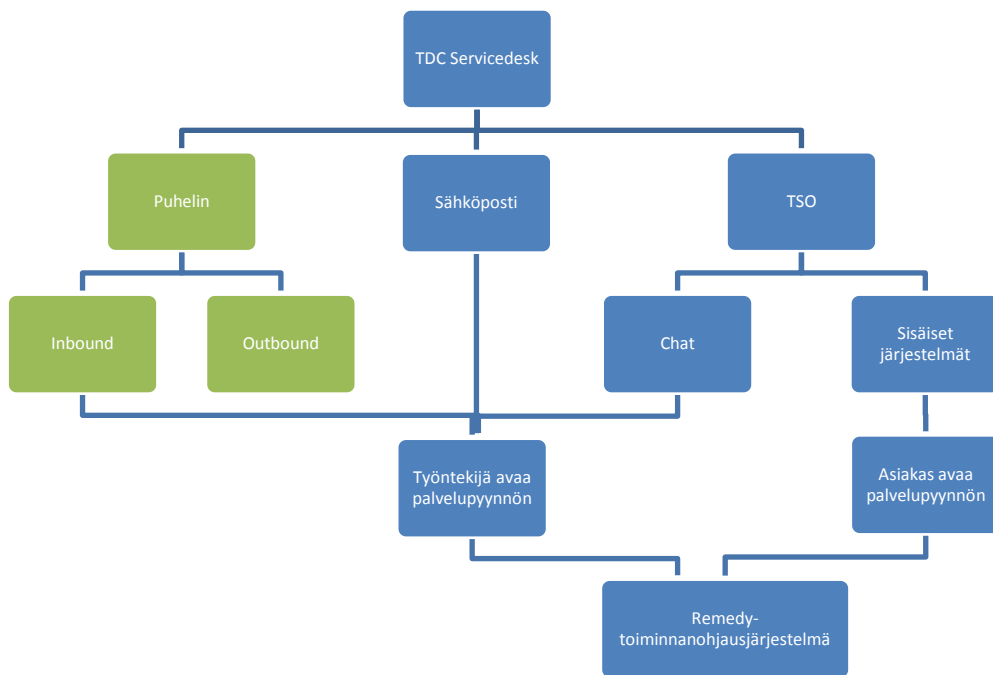 TDC Servicedesk
Puhelin
Sähköposti
TSO
Inbound
Outbound
Chat
Sisäiset
järjestelmät
Työntekijä avaa
palvelupyynnön
Asiakas avaa
palvelupyynnön
Remedy-
toiminnanohjausjärjestelmä